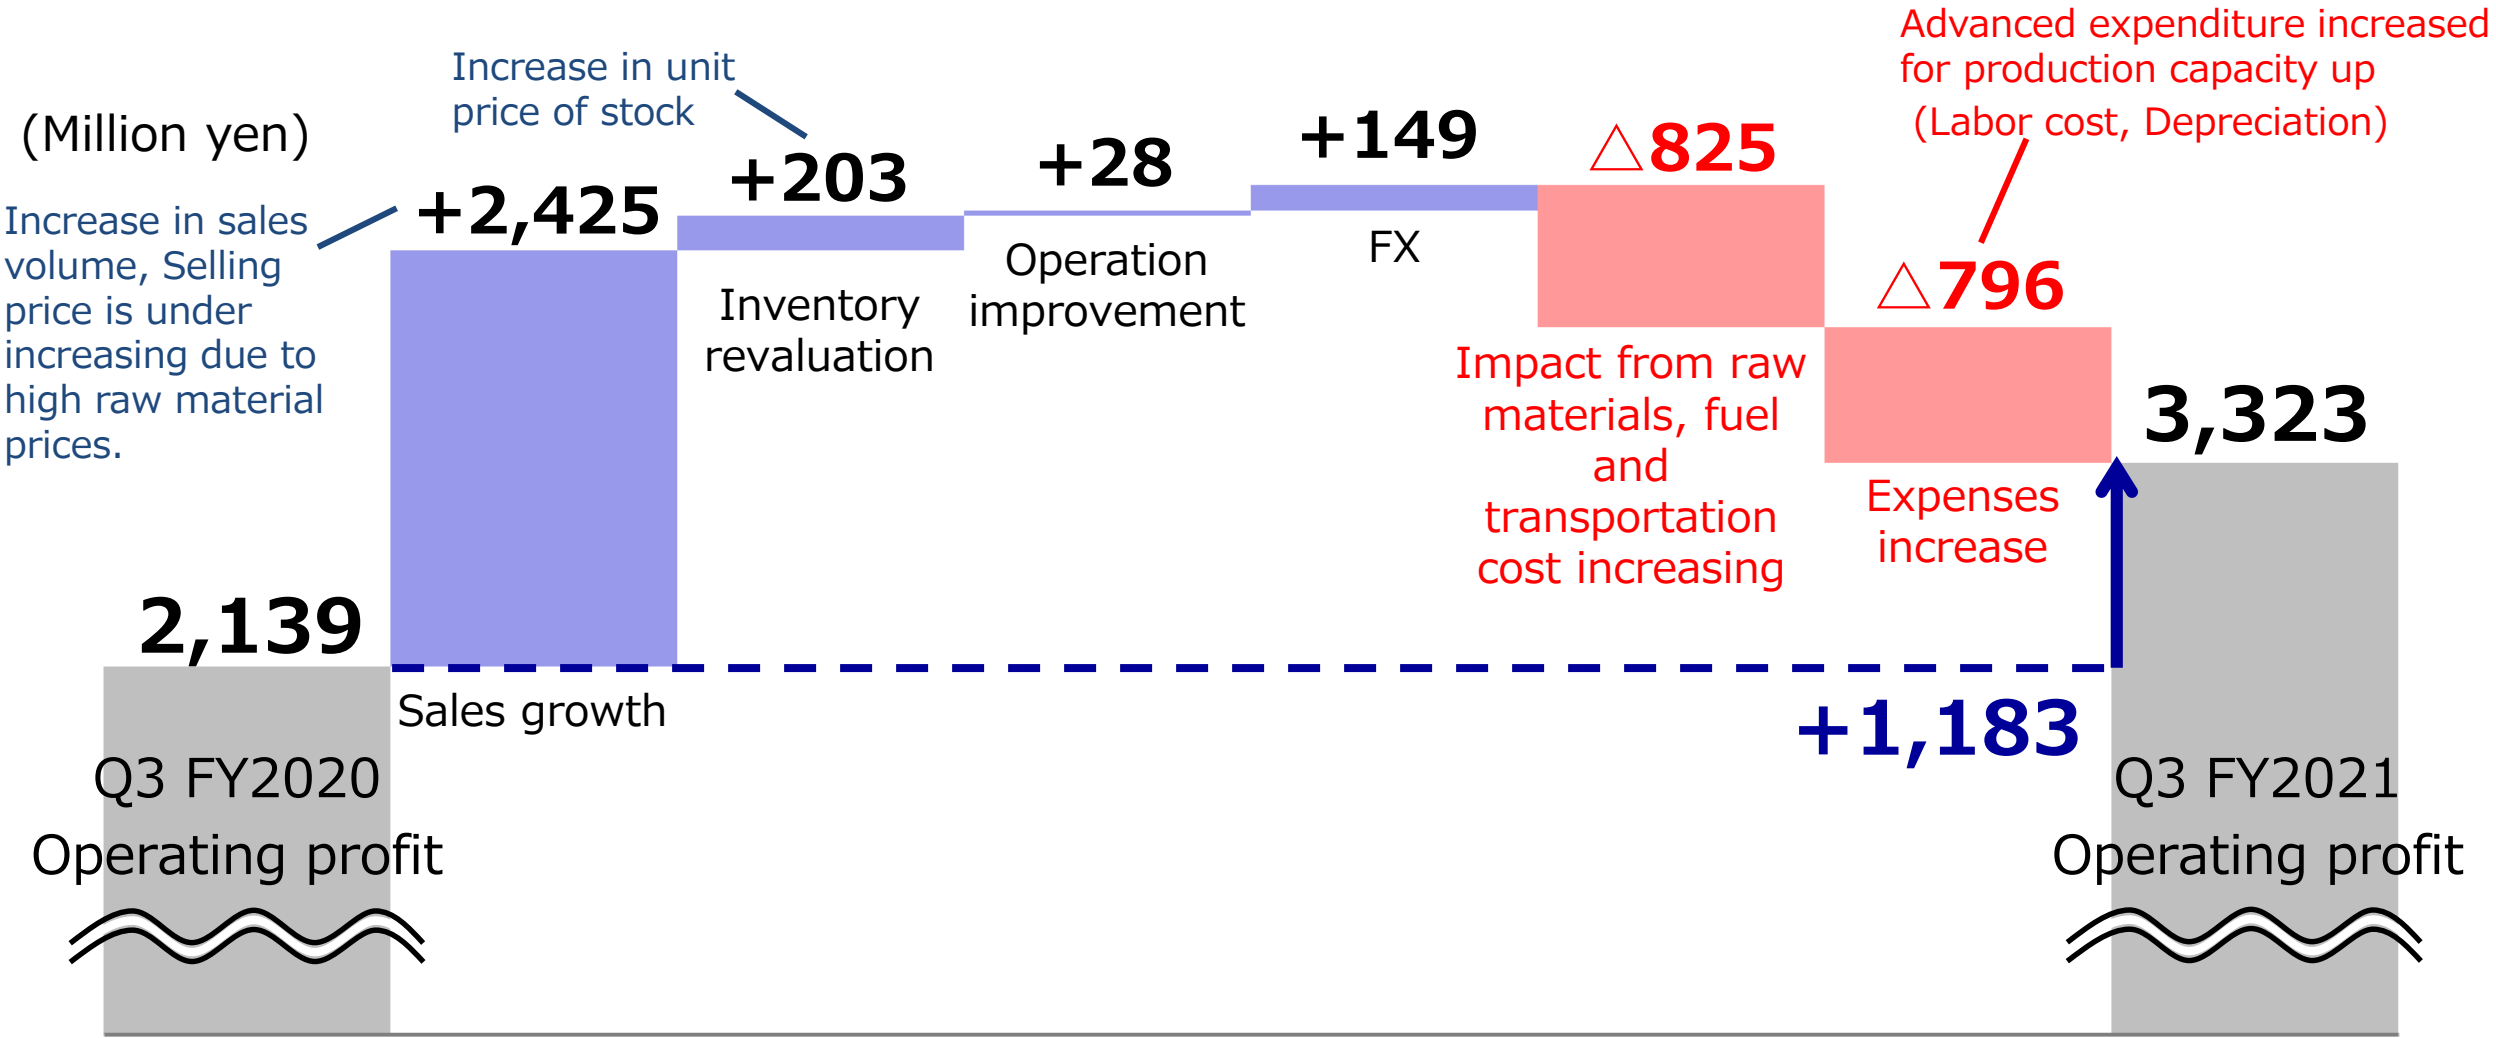 (Million yen)
Increase in sales
volume, Selling
price is under
increasing due to
high raw material
prices.
Increase in unit
price of stock
Advanced expenditure increased
for production capacity up
(Labor cost, Depreciation)
2,139
Q3 FY2020
Operating profit
+2,425
Sales growth
+203
Inventory
revaluation
+28
Operation
improvement
+149
FX
△825
Impact from raw
materials, fuel
and
transportation
cost increasing
△796
Expenses
increase
+1,183
3,323
Q3 FY2021
Operating profit